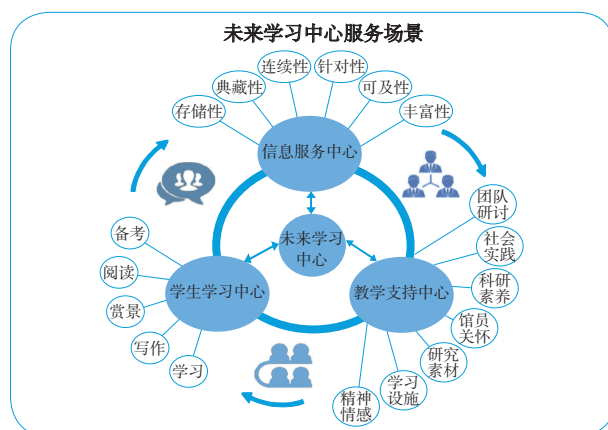 未来学习中心服务场景
连续性
针对性
典藏性
可及性
存储性
丰富性
信息服务中心
团队
研讨
未来学习
中心
备考
社会
实践
阅读
学生学习中心
教学支持中心
科研
素养
赏景
馆员
关怀
写作
研究
素材
学习
学习
设施
精神
情感